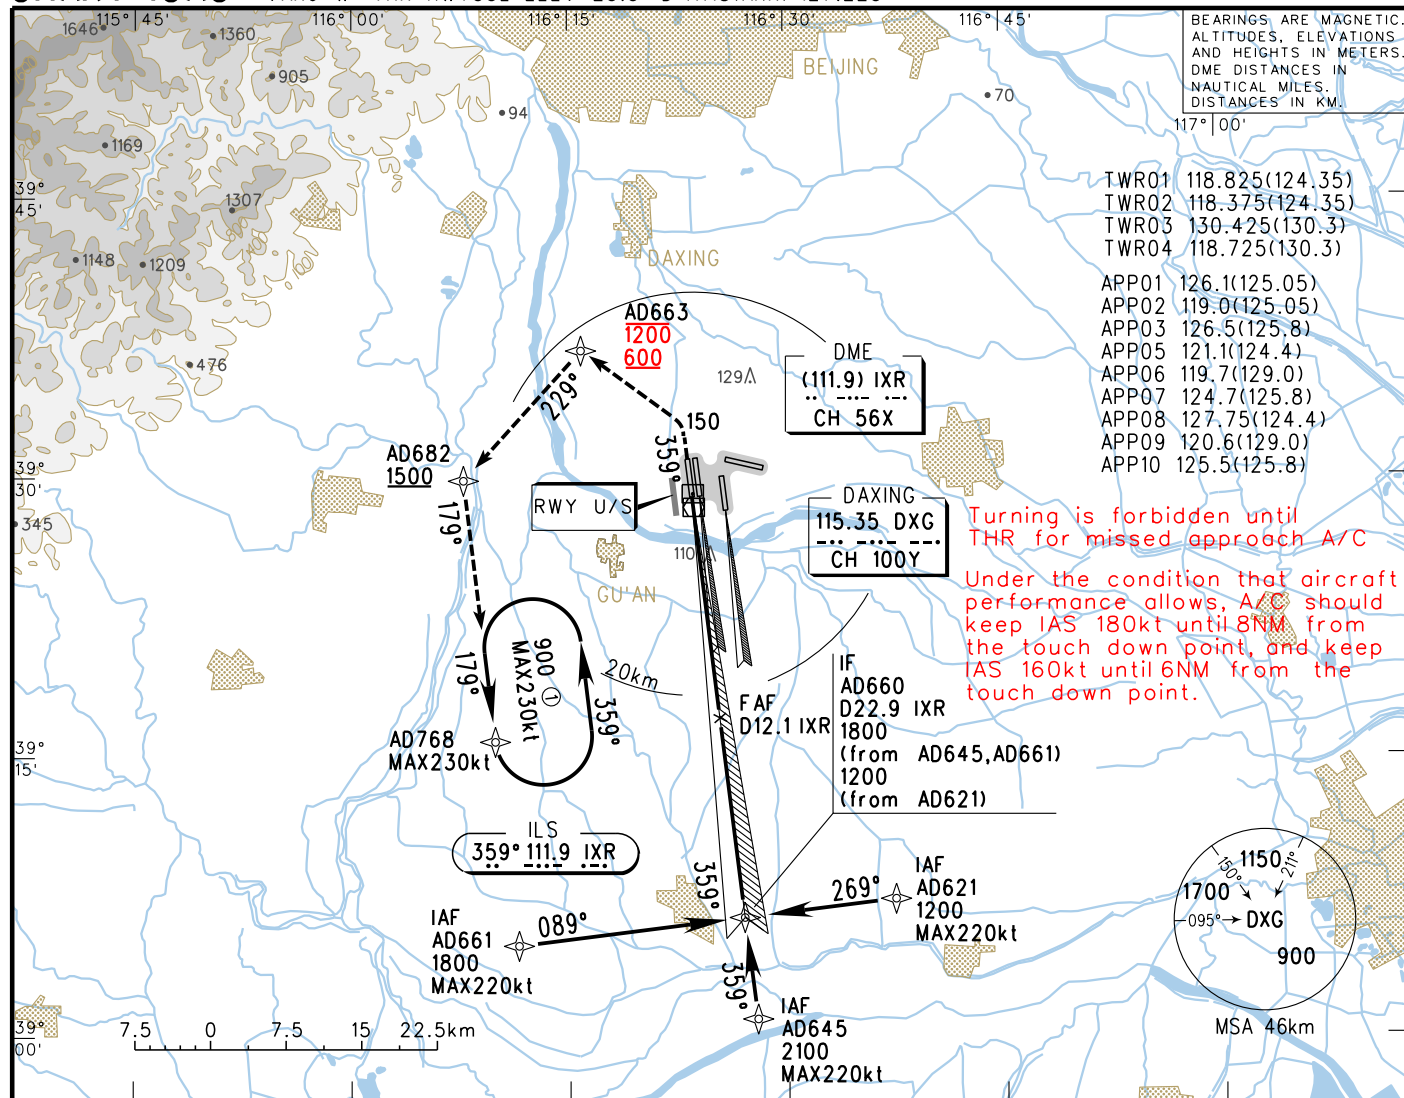 115° 45'
116° 00'
116° 15'
116° 30'
116° 45'
BEARINGS ARE MAGNETIC.
ALTITUDES, ELEVATIONS
AND HEIGHTS IN METERS.
DME DISTANCES IN
NAUTICAL MILES.
DISTANCES IN KM.
117° 00'
1646
1360
905
1169
1307
1148
1209
476
345
94
70
BEIJING
DAXING
39°
45'
TWR01 118.825(124.35)
TWR02 118.375(124.35)
TWR03 130.425(130.3)
TWR04 118.725(130.3)
APP01 126.1(125.05)
APP02 119.0(125.05)
APP03 126.5(125.8)
APP05 121.1(124.4)
APP06 119.7(129.0)
APP07 124.7(125.8)
APP08 127.75(124.4)
APP09 120.6(129.0)
APP10 125.5(125.8)
AD663
1200
600
129
DME
(111.9) IXR
CH 56X
229°
150
359°
AD682
1500
39°
30'
179°
RWY U/S
DAXING
115.35 DXG
CH 100Y
110
GU'AN
Turning is forbidden until
THR for missed approach A/C
Under the condition that aircraft
performance allows, A/C should
keep IAS 180kt until 8NM from
the touch down point, and keep
IAS 160kt until 6NM from the
touch down point.
900 ①
MAX230kt
179°
359°
20km
AD768
MAX230kt
39°
15'
FAF
D12.1 IXR
IF
AD660
D22.9 IXR
1800
(from AD645,AD661)
1200
(from AD621)
ILS
359° 111.9 IXR
359°
269°
IAF
AD621
1200
MAX220kt
IAF
AD661
1800
MAX220kt
089°
359°
IAF
AD645
2100
MAX220kt
1150
150°
211°
1700
095°
DXG
900
MSA 46km
39°
00'
7.5 0 7.5 15 22.5km